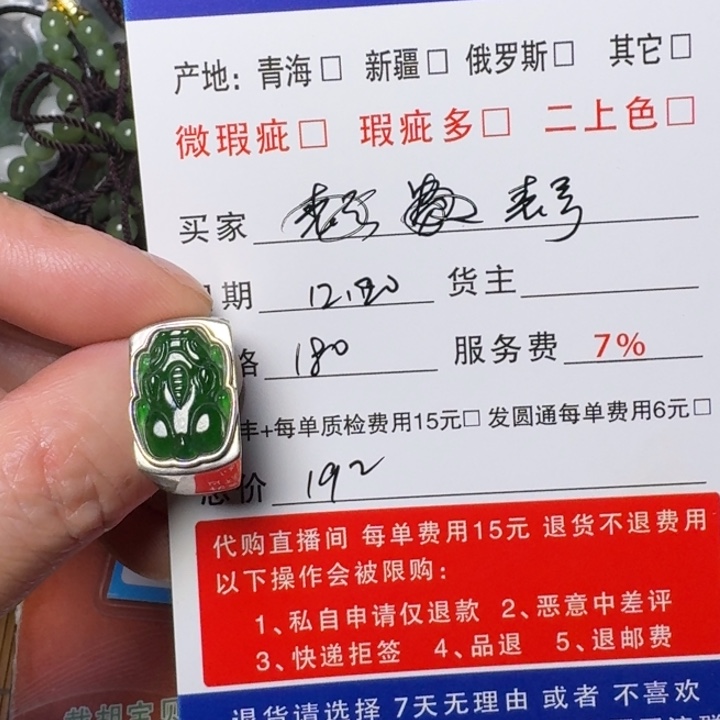 产地：青海□ 新疆□ 俄罗斯□ 其它□
微瑕疵□ 瑕疵多□ 二上色□
买家
期 12.20 货主
格 180 服务费 7%
丰+每单质检费用15元□ 发圆通每单费用6元□
总价 192
代购直播间 每单费用15元 退货不退费用
以下操作会被限购：
1、私自申请仅退款 2、恶意中差评
3、快递拒签 4、品退 5、退邮费
退货请选择 7天无理由 或者 不喜欢